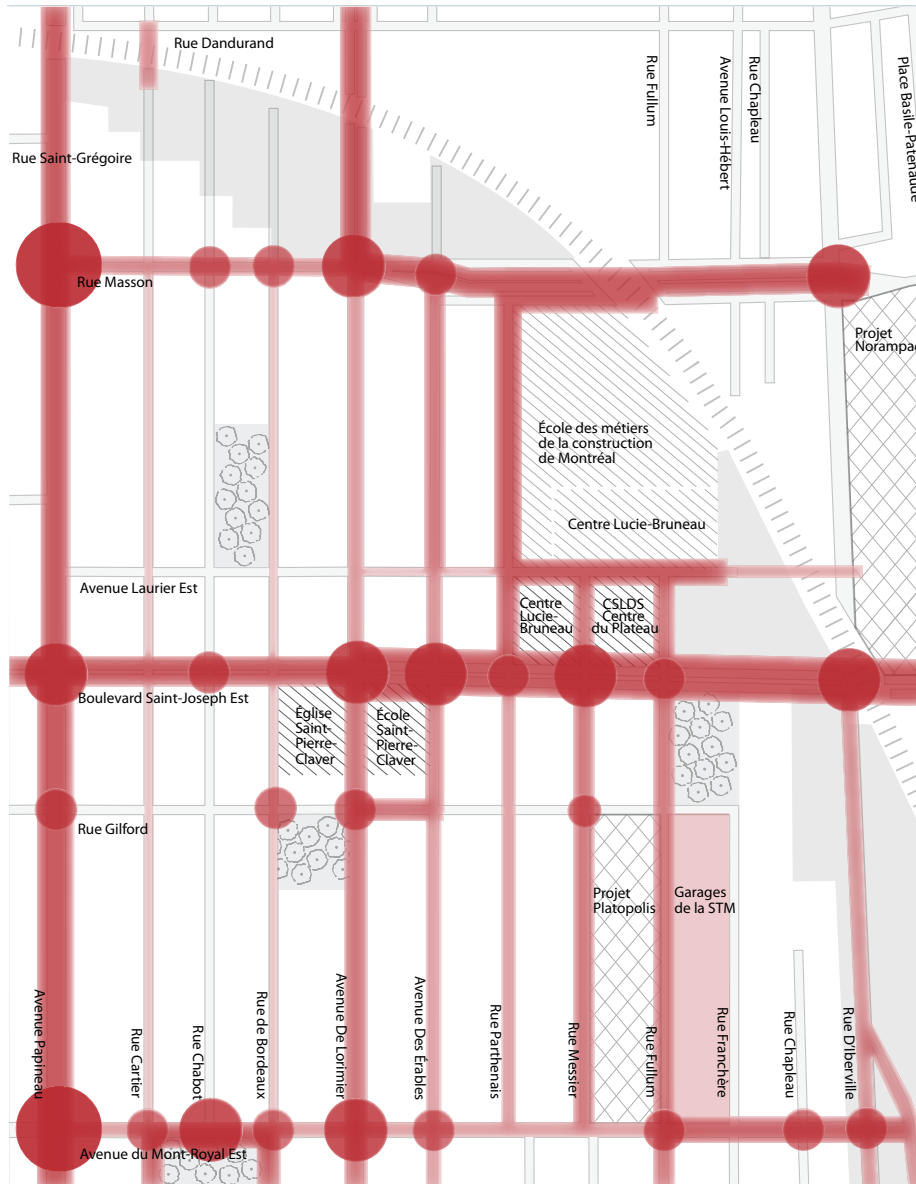 Rue Dandurand
Rue Fullum
Avenue Louis-Hébert
Rue Chapleau
Place Basile-Patenaude
Rue Saint-Grégoire
Rue Masson
Projet
Norampac
École des métiers
de la construction
de Montréal
Centre Lucie-Bruneau
Avenue Laurier Est
Centre
Lucie-
Bruneau
CSLDS
Centre
du Plateau
Boulevard Saint-Joseph Est
Église
Saint-
Pierre-
Claver
École
Saint-
Pierre-
Claver
Rue Gilford
Projet
Platopolis
Garages
de la STM
Avenue Papineau
Rue Cartier
Rue Chabot
Rue de Bordeaux
Avenue De Lorimier
Avenue Des Érables
Rue Parthenais
Rue Messier
Rue Fullum
Rue Franchère
Rue Chapleau
Rue D'Iberville
Avenue du Mont-Royal Est